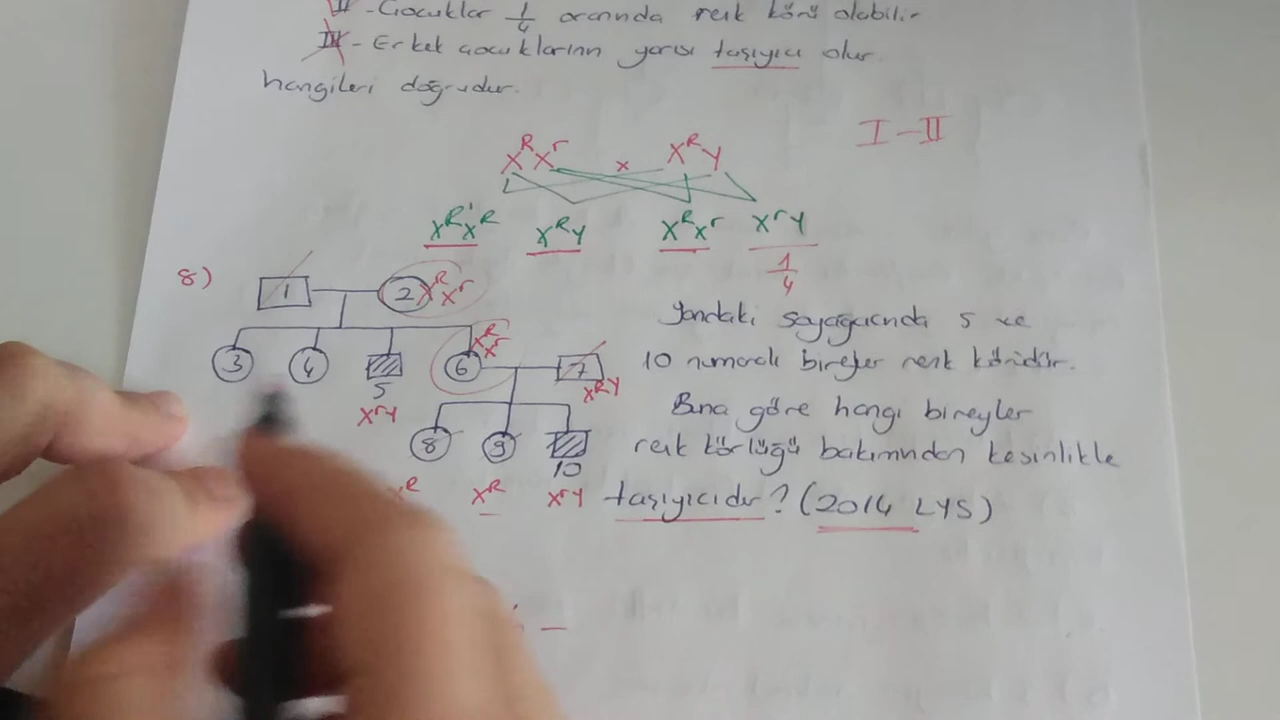 II - Çocuklar 1/4 oranında renk körü olabilir
III - Erkek çocuklarının yarısı taşıyıcı olur.
hangileri doğrudur.
I - II
X^R X^r x X^R Y
X^R X^R X^R Y X^R X^r X^r Y
1/4
8)
1 2 X^R X^r
Yandaki soyağacında 5 ve
3 4 5 6 7
X^R X^r
10 numaralı bireyler renk körüdür.
X^r Y X^R Y
Buna göre hangi bireyler
8 9 10
renk körlüğü bakımından kesinlikle
X^R X^R X^r Y
taşıyıcıdır? (2014 LYS)